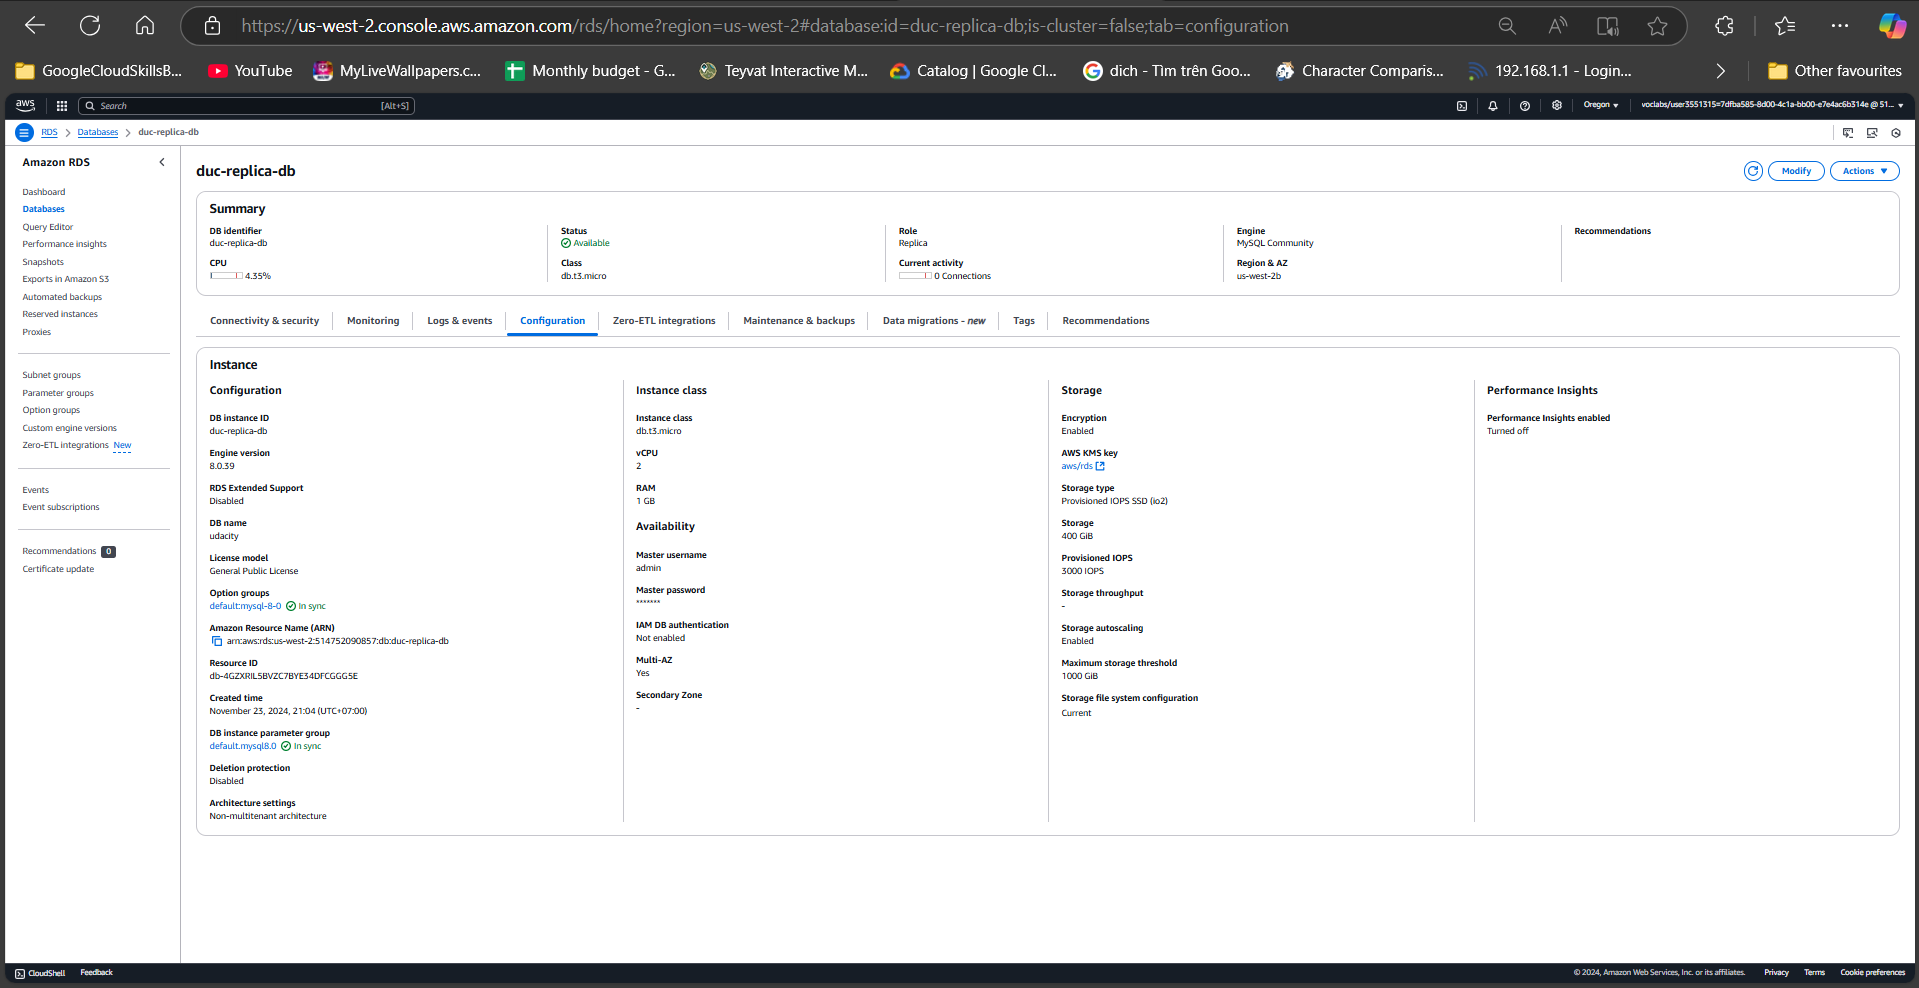 https://us-west-2.console.aws.amazon.com/rds/home?region=us-west-2#database:id=duc-replica-db;is-cluster=false;tab=configuration
GoogleCloudSkillsB... YouTube MyLiveWallpapers.c... Monthly budget - G... Teyvat Interactive M... Catalog | Google Cl... dich - Tìm trên Goo... Character Comparis... 192.168.1.1 - Login... Other favourites
aws Search [Alt+S] Oregon voclabs/user3551315=7dfba585-8d00-4c1a-bb00-e7e4ac6b314e @ 51...
RDS Databases duc-replica-db
Amazon RDS
Dashboard
Databases
Query Editor
Performance insights
Snapshots
Exports in Amazon S3
Automated backups
Reserved instances
Proxies
Subnet groups
Parameter groups
Option groups
Custom engine versions
Zero-ETL integrations New
Events
Event subscriptions
Recommendations 0
Certificate update
duc-replica-db
Modify Actions
Summary
DB identifier
duc-replica-db
CPU
4.35%
Status
Available
Class
db.t3.micro
Role
Replica
Current activity
0 Connections
Engine
MySQL Community
Region & AZ
us-west-2b
Recommendations
Connectivity & security Monitoring Logs & events Configuration Zero-ETL integrations Maintenance & backups Data migrations - new Tags Recommendations
Instance
Configuration
DB instance ID
duc-replica-db
Engine version
8.0.39
RDS Extended Support
Disabled
DB name
udacity
License model
General Public License
Option groups
default:mysql-8-0 In sync
Amazon Resource Name (ARN)
arn:aws:rds:us-west-2:514752090857:db:duc-replica-db
Resource ID
db-4GZXRIL5BVZC7BYE34DFCGGG5E
Created time
November 23, 2024, 21:04 (UTC+07:00)
DB instance parameter group
default.mysql8.0 In sync
Deletion protection
Disabled
Architecture settings
Non-multitenant architecture
Instance class
Instance class
db.t3.micro
vCPU
2
RAM
1 GB
Availability
Master username
admin
Master password
*******
IAM DB authentication
Not enabled
Multi-AZ
Yes
Secondary Zone
-
Storage
Encryption
Enabled
AWS KMS key
aws/rds
Storage type
Provisioned IOPS SSD (io2)
Storage
400 GiB
Provisioned IOPS
3000 IOPS
Storage throughput
-
Storage autoscaling
Enabled
Maximum storage threshold
1000 GiB
Storage file system configuration
Current
Performance Insights
Performance Insights enabled
Turned off
CloudShell Feedback © 2024, Amazon Web Services, Inc. or its affiliates. Privacy Terms Cookie preferences